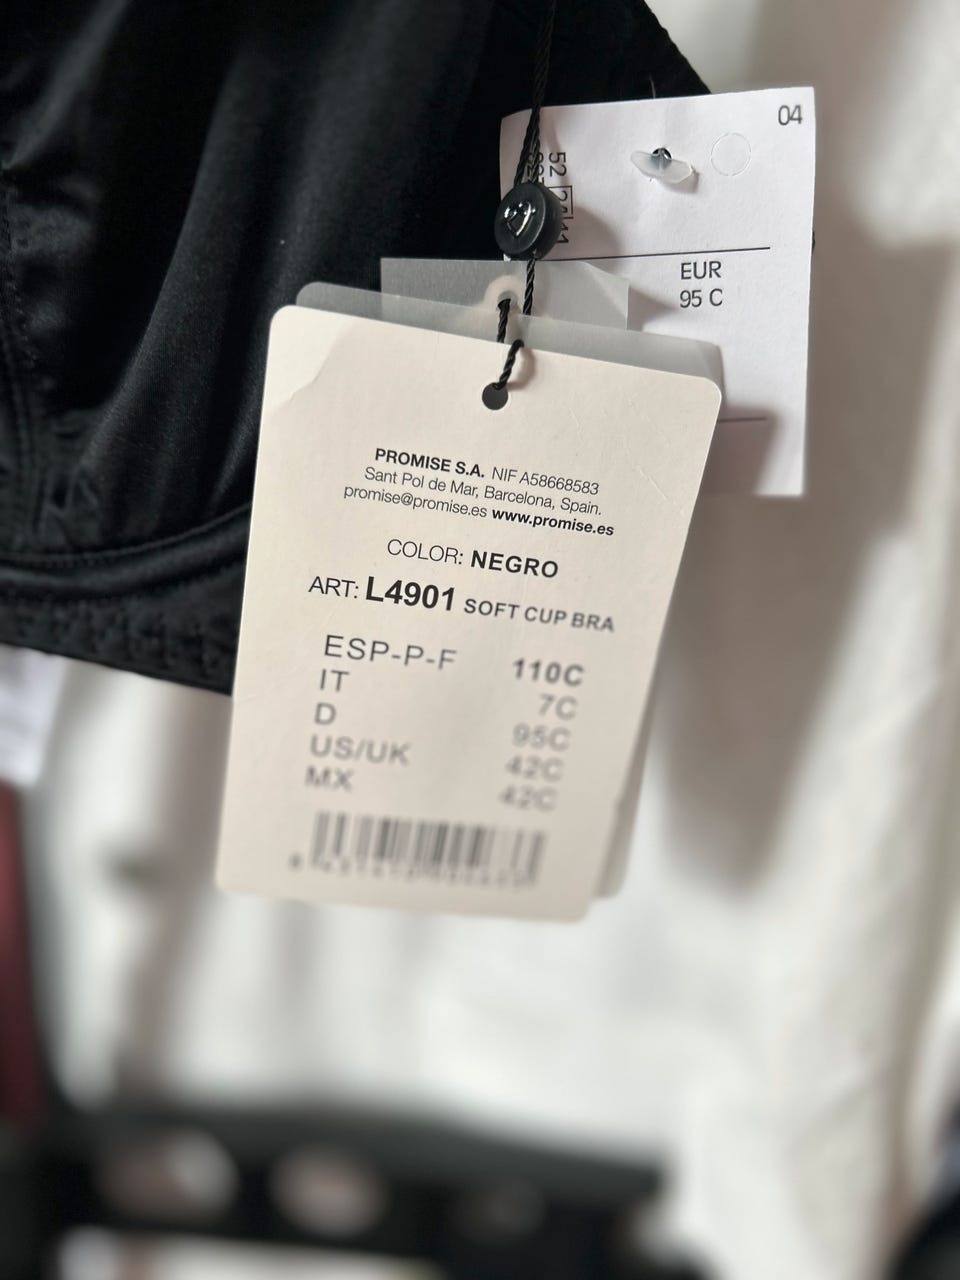 04
52
EUR
95 C
PROMISE S.A. NIF A58668583
Sant Pol de Mar, Barcelona, Spain.
promise@promise.es www.promise.es
COLOR: NEGRO
ART: L4901 SOFT CUP BRA
ESP-P-F 110C
IT 7C
D 95C
US/UK 42C
MX 42C